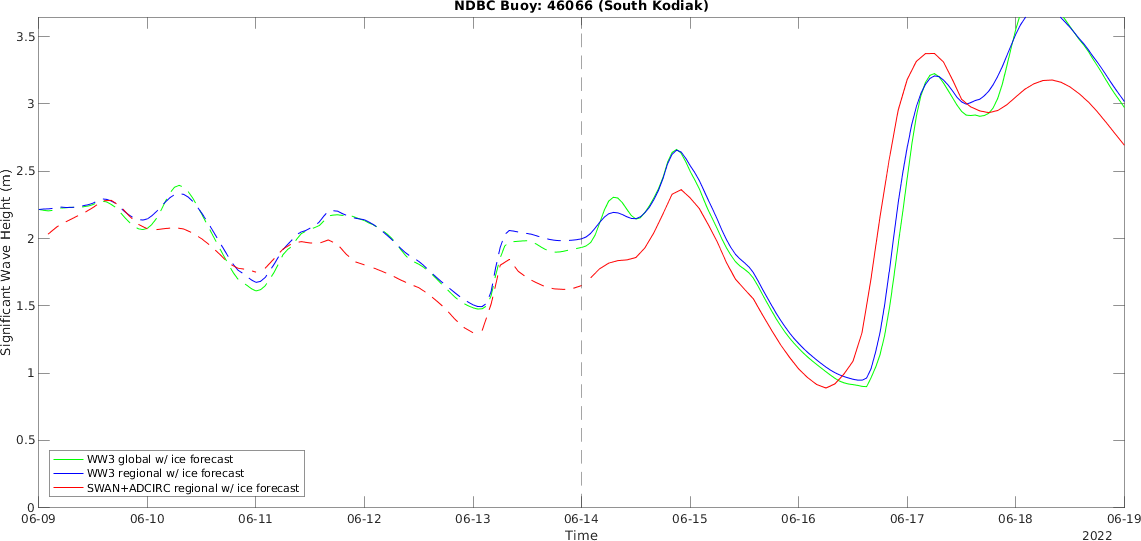 NDBC Buoy: 46066 (South Kodiak)
3.5
3
2.5
2
1.5
1
0.5
0
Significant Wave Height (m)
WW3 global w/ ice forecast
WW3 regional w/ ice forecast
SWAN+ADCIRC regional w/ ice forecast
06-09 06-10 06-11 06-12 06-13 06-14 06-15 06-16 06-17 06-18 06-19
Time
2022